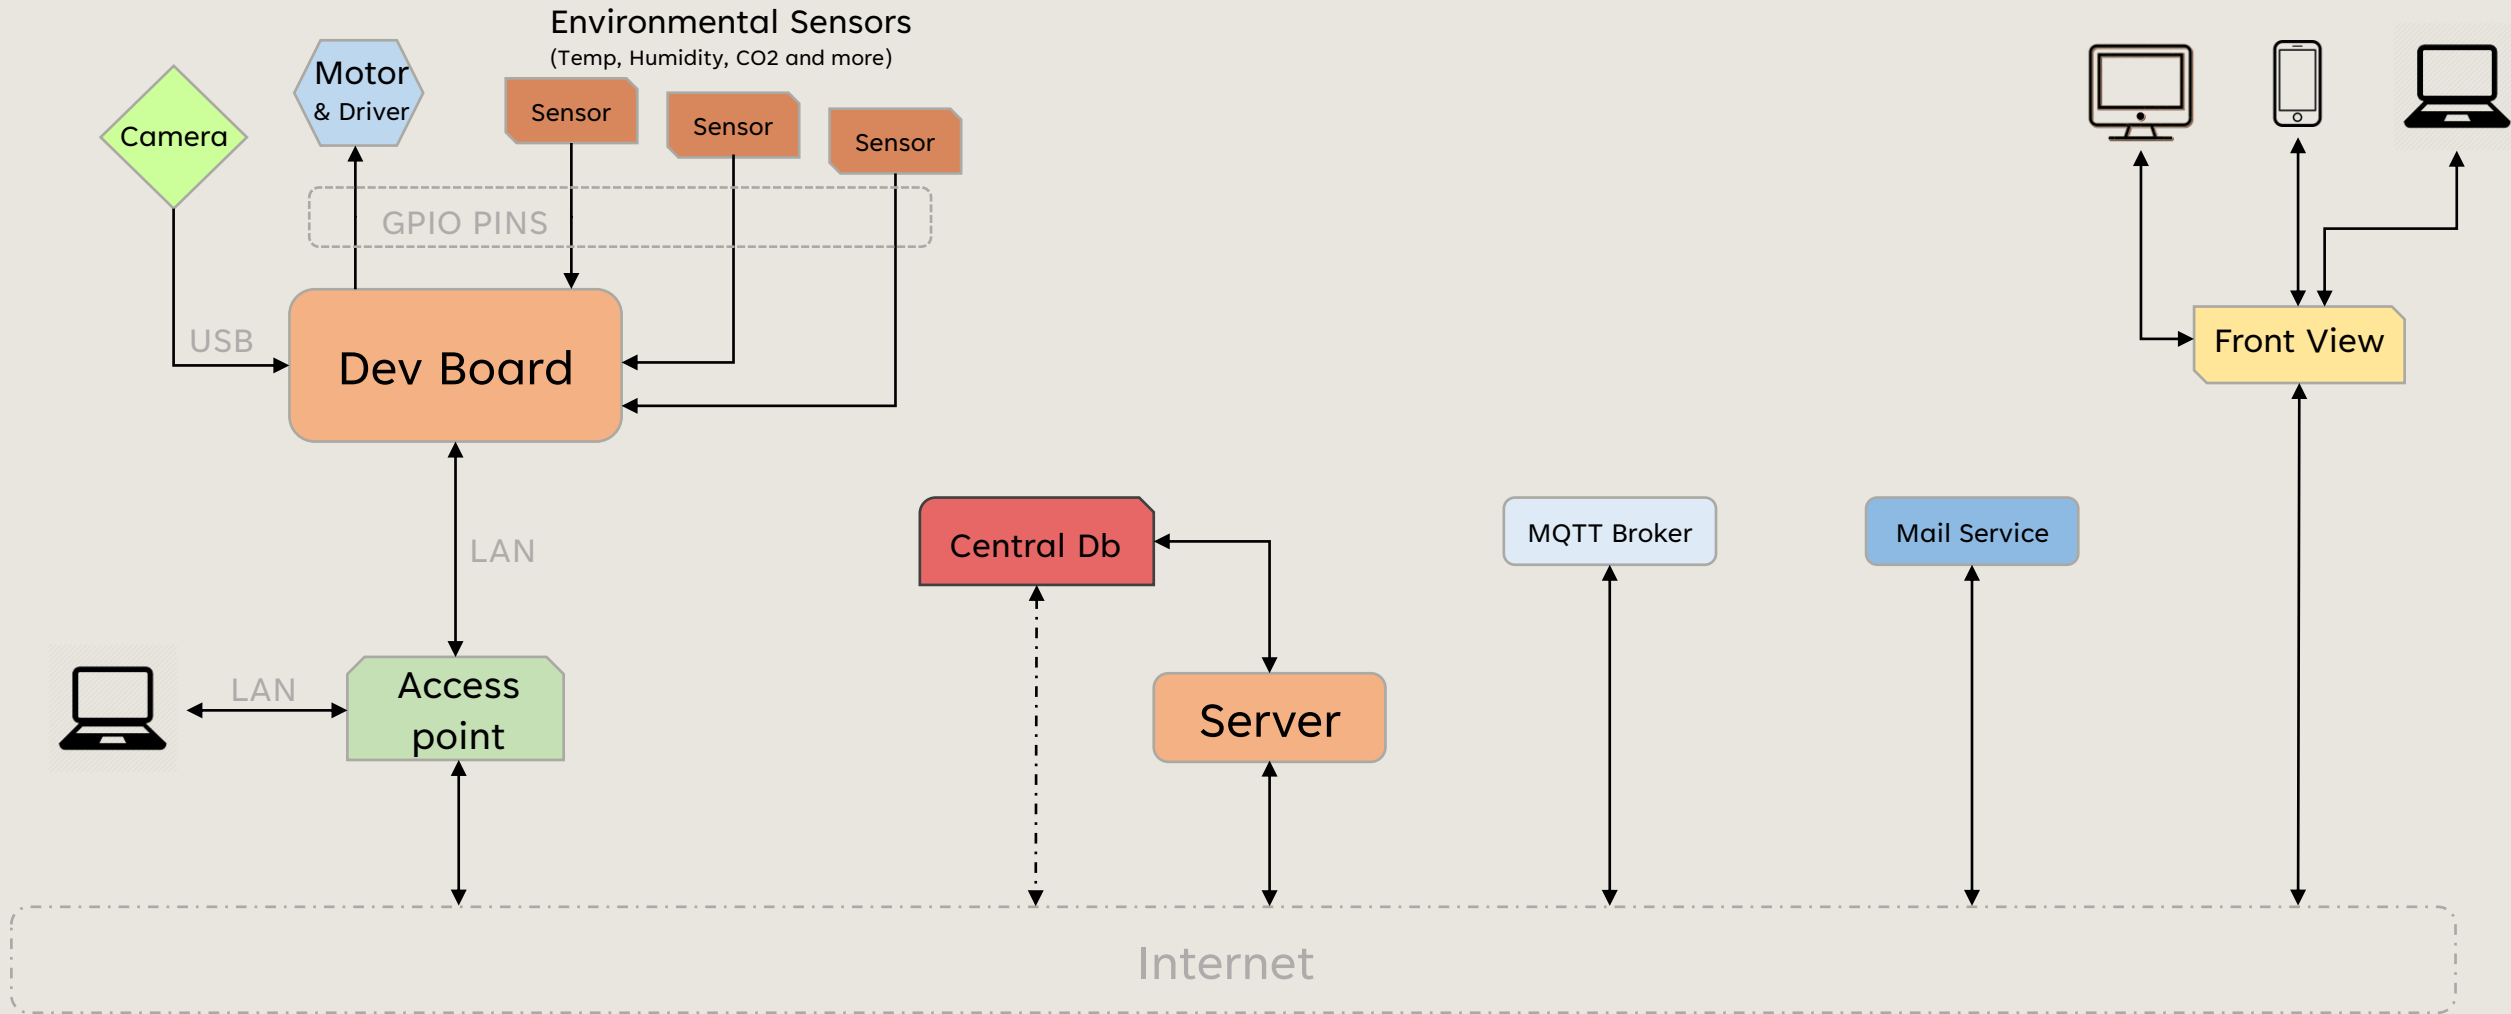 Environmental Sensors
(Temp, Humidity, CO2 and more)
Motor
& Driver
Camera
Sensor
Sensor
Sensor
GPIO PINS
USB
Dev Board
Front View
LAN
Central Db
MQTT Broker
Mail Service
LAN
Access
point
Server
Internet